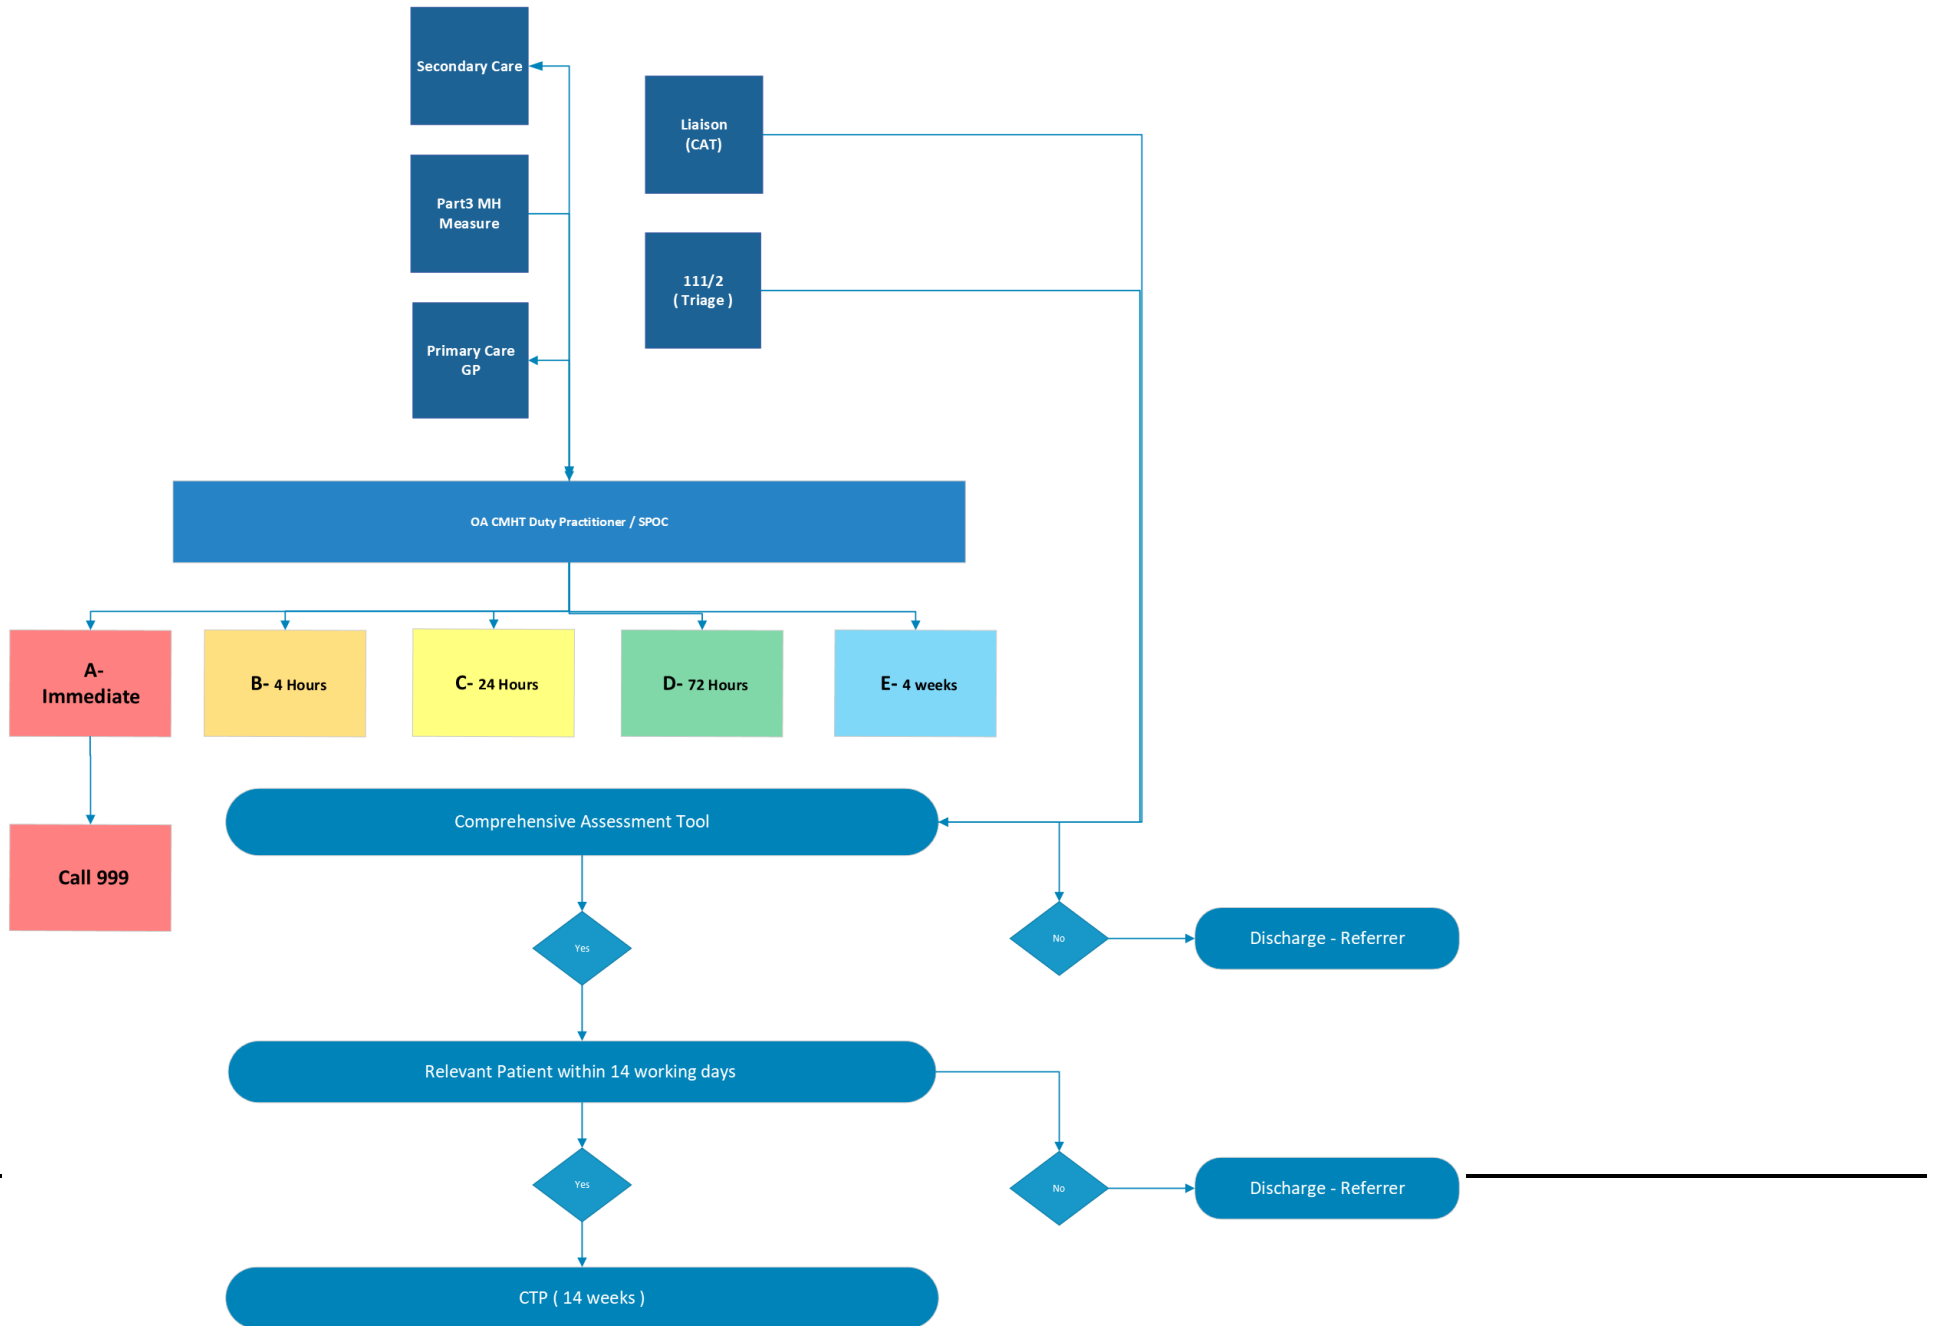 Secondary Care
Liaison
(CAT)
Part3 MH
Measure
111/2
( Triage )
Primary Care
GP
OA CMHT Duty Practitioner / SPOC
A-
Immediate
B- 4 Hours
C- 24 Hours
D- 72 Hours
E- 4 weeks
Comprehensive Assessment Tool
Call 999
Yes
No
Discharge - Referrer
Relevant Patient within 14 working days
Yes
No
Discharge - Referrer
CTP ( 14 weeks )